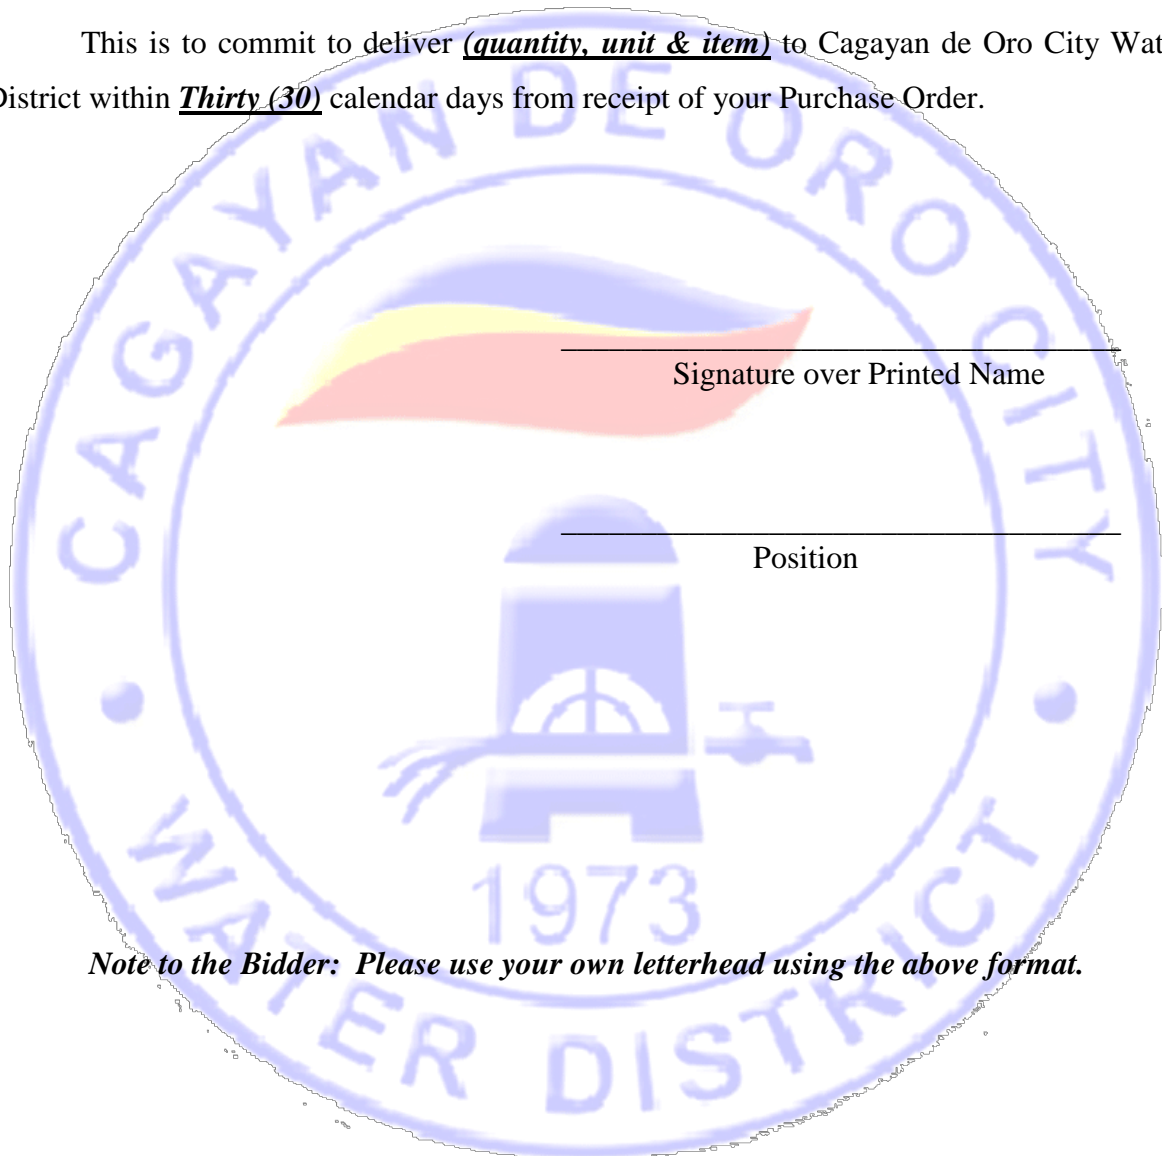 This is to commit to deliver (quantity, unit & item) to Cagayan de Oro City Wat
District within Thirty (30) calendar days from receipt of your Purchase Order.
CAGAYAN DE ORO CITY
Signature over Printed Name
Position
1973
Note to the Bidder: Please use your own letterhead using the above format.
WATER DISTRICT